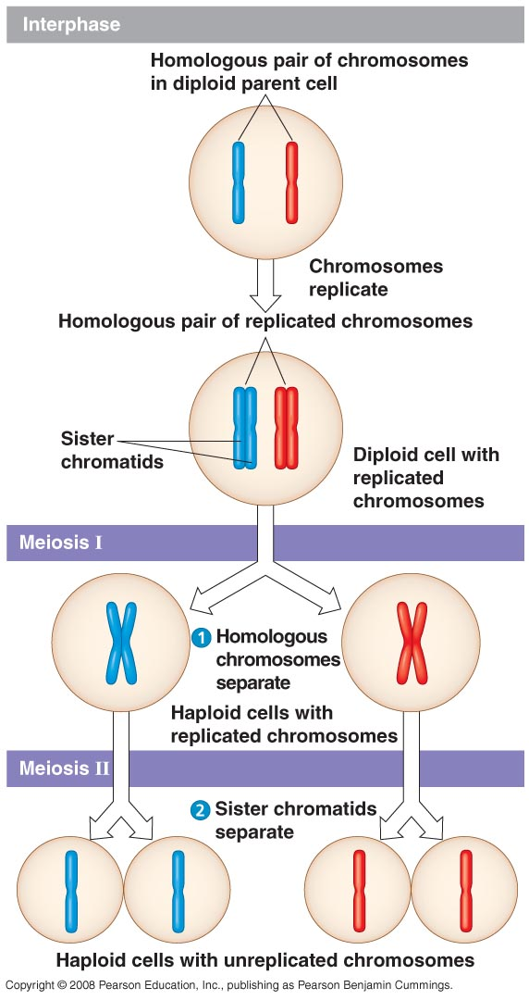 Interphase
Homologous pair of chromosomes
in diploid parent cell
Chromosomes
replicate
Homologous pair of replicated chromosomes
Sister
chromatids
Diploid cell with
replicated
chromosomes
Meiosis I
1 Homologous
chromosomes
separate
Haploid cells with
replicated chromosomes
Meiosis II
2 Sister chromatids
separate
Haploid cells with unreplicated chromosomes
Copyright © 2008 Pearson Education, Inc., publishing as Pearson Benjamin Cummings.